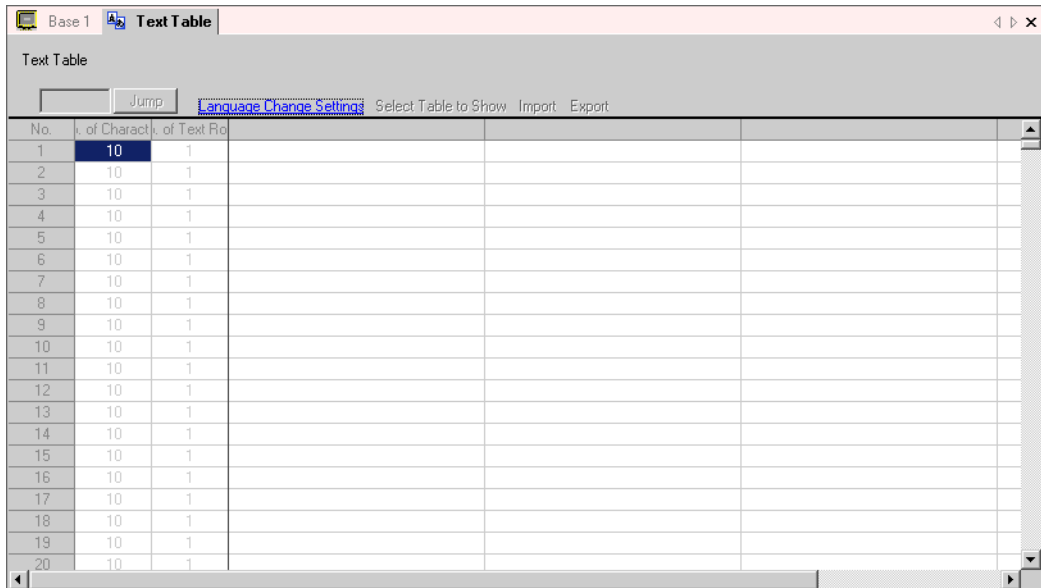 Base 1 Text Table
Text Table
Jump Language Change Settings Select Table to Show Import Export
No. . of Charact . of Text Ro
1 10 1
2 10 1
3 10 1
4 10 1
5 10 1
6 10 1
7 10 1
8 10 1
9 10 1
10 10 1
11 10 1
12 10 1
13 10 1
14 10 1
15 10 1
16 10 1
17 10 1
18 10 1
19 10 1
20 10 1